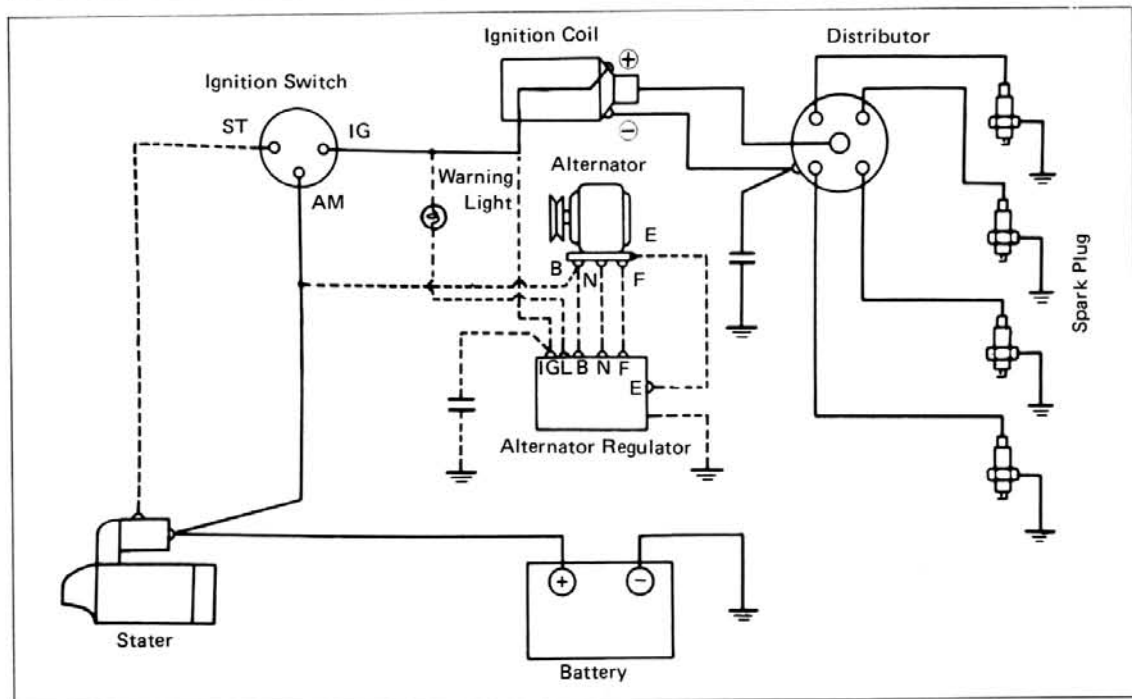 Ignition Coil
Distributor
Ignition Switch
+
ST
IG
−
Warning
Light
Alternator
AM
E
B
N
F
Spark Plug
IG L B N F
E
Alternator Regulator
+
−
Stater
Battery